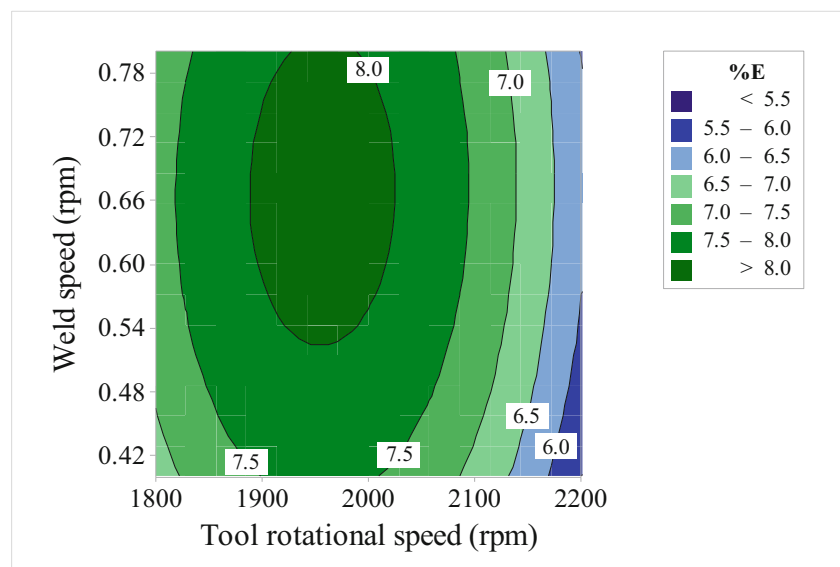 %E
< 5.5
5.5 – 6.0
6.0 – 6.5
6.5 – 7.0
7.0 – 7.5
7.5 – 8.0
> 8.0
Weld speed (rpm)
0.78
0.72
0.66
0.60
0.54
0.48
0.42
8.0
7.0
6.5
6.0
7.5
7.5
1800 1900 2000 2100 2200
Tool rotational speed (rpm)